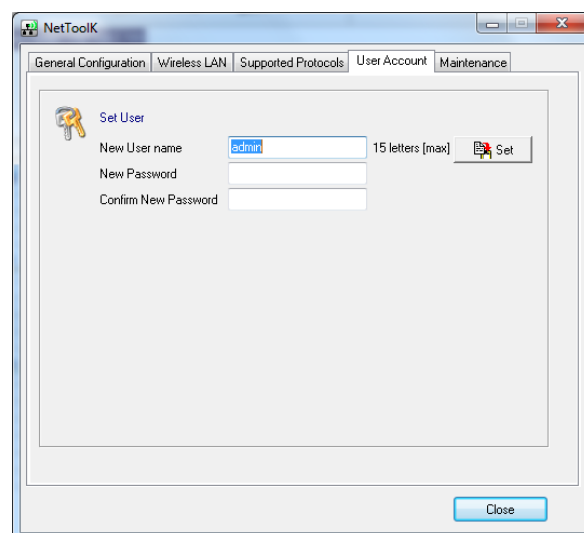 NetToolK
General Configuration Wireless LAN Supported Protocols User Account Maintenance
Set User
New User name admin 15 letters [max] Set
New Password
Confirm New Password
Close